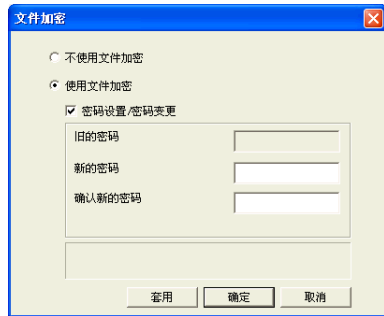 文件加密
不使用文件加密
使用文件加密
密码设置/密码变更
旧的密码
新的密码
确认新的密码
套用 确定 取消